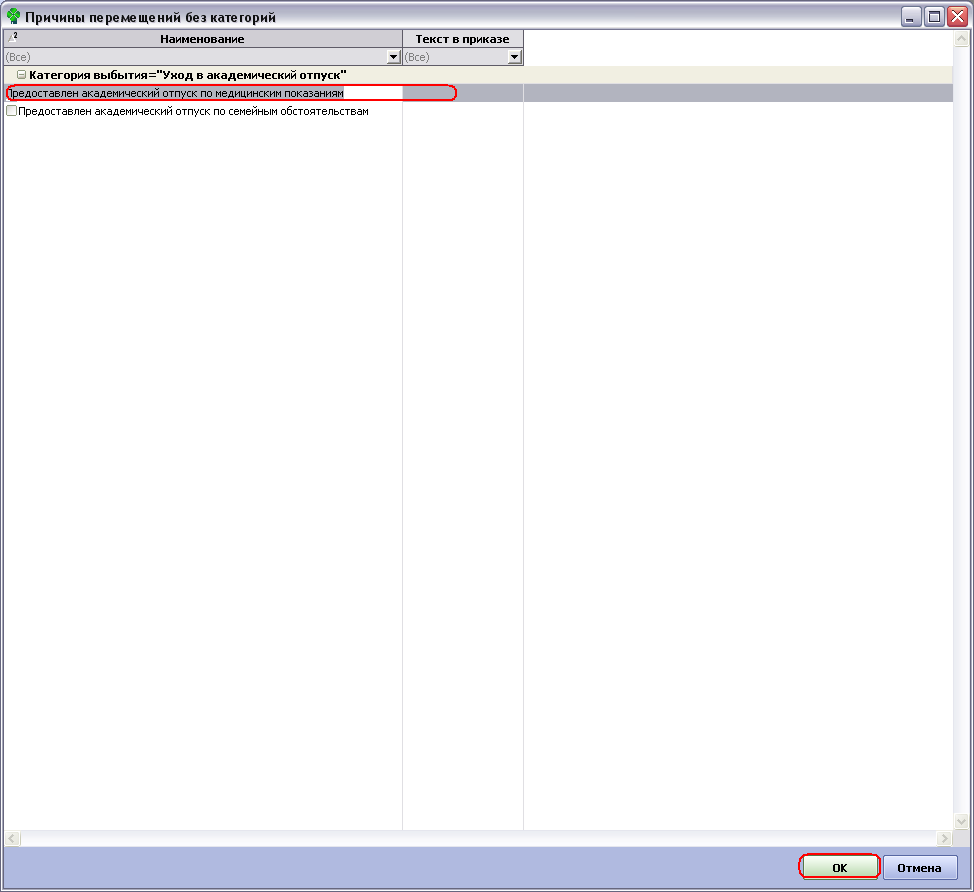 Причины перемещений без категорий
2
Наименование
Текст в приказе
(Все)
(Все)
Категория выбытия="Уход в академический отпуск"
Предоставлен академический отпуск по медицинским показаниям
Предоставлен академический отпуск по семейным обстоятельствам
OK
Отмена